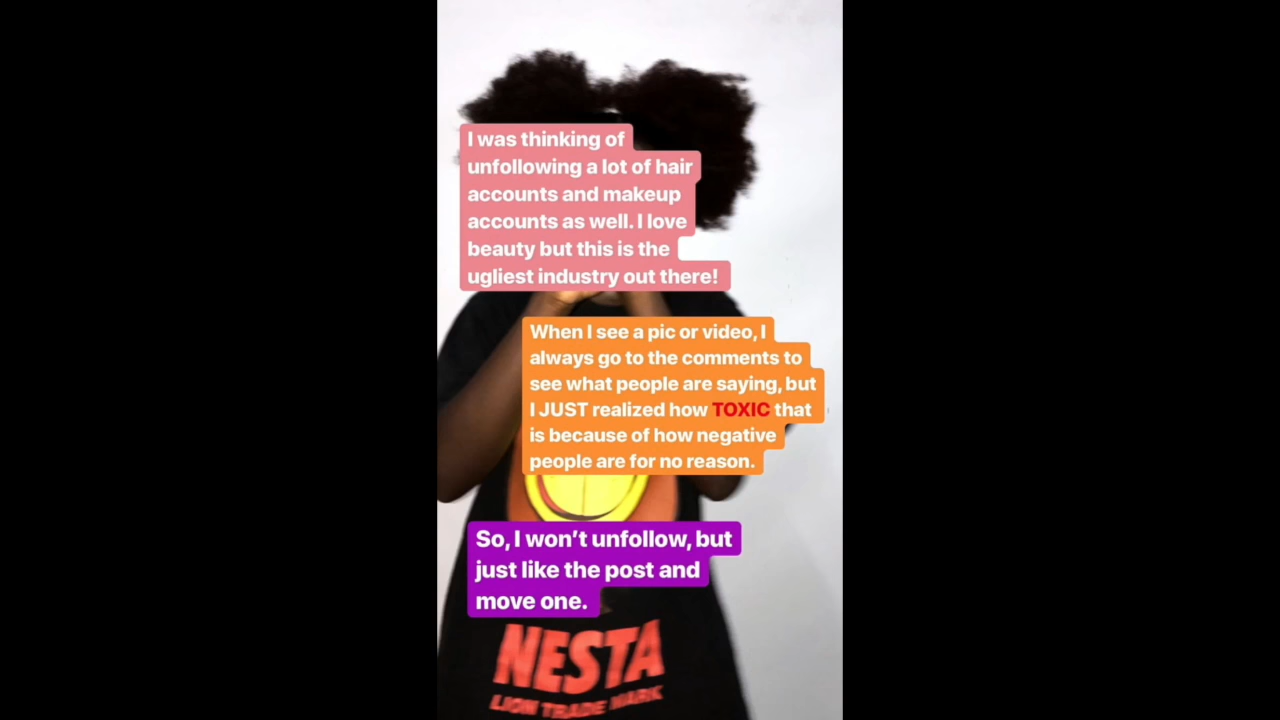 I was thinking of
unfollowing a lot of hair
accounts and makeup
accounts as well. I love
beauty but this is the
ugliest industry out there!
When I see a pic or video, I
always go to the comments to
see what people are saying, but
I JUST realized how TOXIC that
is because of how negative
people are for no reason.
So, I won’t unfollow, but
just like the post and
move one.
NESTA
LION TRADE MARK